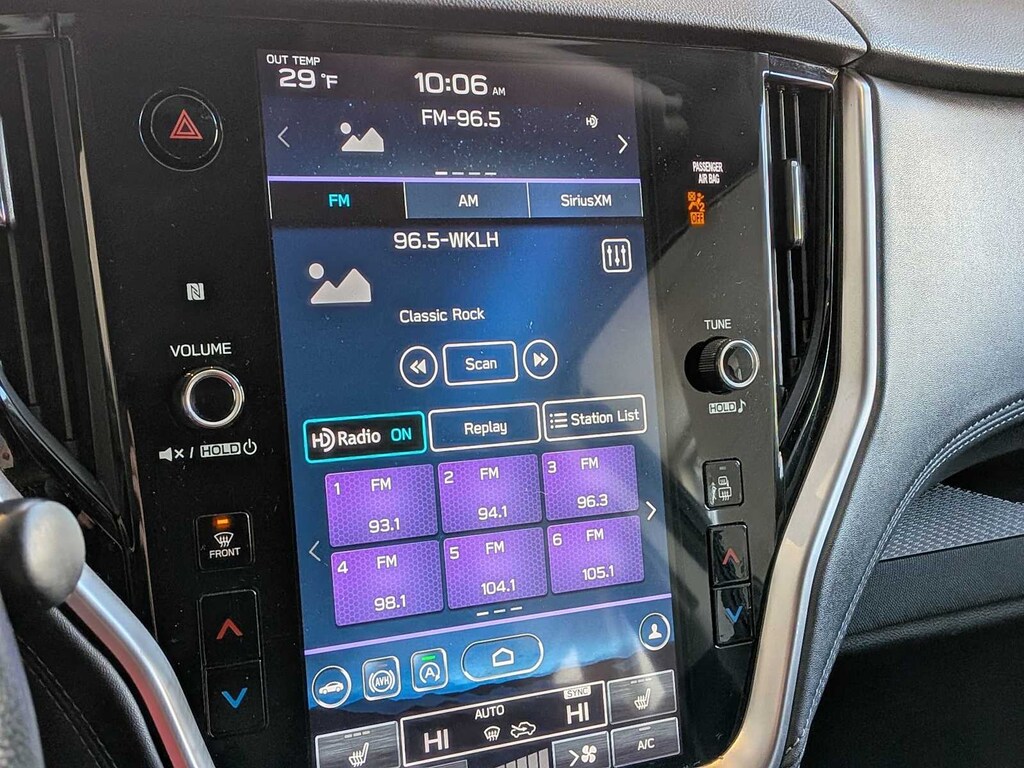 OUT TEMP
29 °F
10:06 AM
FM-96.5
HD
PASSENGER
AIR BAG
2
OFF
FM
AM
SiriusXM
96.5-WKLH
Classic Rock
N
VOLUME
TUNE
Scan
HOLD
/ HOLD
HD Radio ON
Replay
Station List
1 FM
93.1
2 FM
94.1
3 FM
96.3
4 FM
98.1
5 FM
104.1
6 FM
105.1
FRONT
AVH
A
AUTO
SYNC
HI
HI
A/C